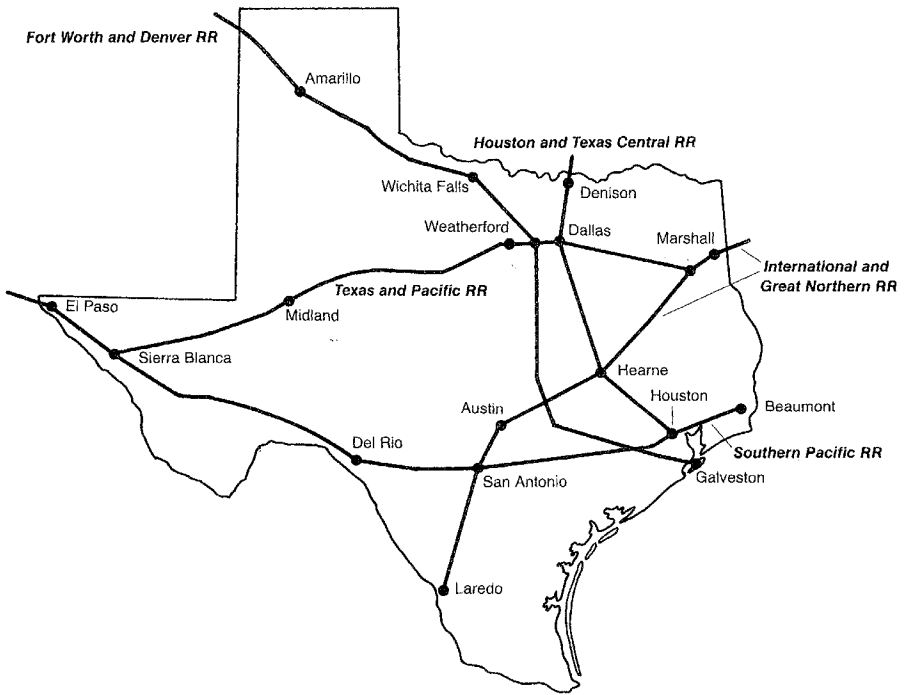 Fort Worth and Denver RR
Amarillo
Houston and Texas Central RR
Wichita Falls
Denison
Weatherford
Dallas
Marshall
International and
Great Northern RR
Texas and Pacific RR
El Paso
Midland
Sierra Blanca
Hearne
Houston
Austin
Beaumont
Del Rio
Southern Pacific RR
San Antonio
Galveston
Laredo